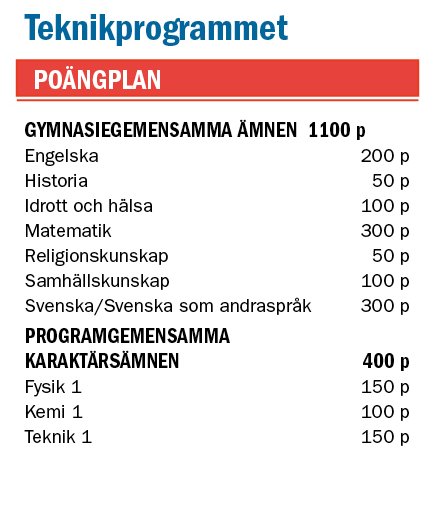 Teknikprogrammet
POÄNGPLAN
GYMNASIEGEMENSAMMA ÄMNEN 1100 p
Engelska 200 p
Historia 50 p
Idrott och hälsa 100 p
Matematik 300 p
Religionskunskap 50 p
Samhällskunskap 100 p
Svenska/Svenska som andraspråk 300 p
PROGRAMGEMENSAMMA
KARAKTÄRSÄMNEN 400 p
Fysik 1 150 p
Kemi 1 100 p
Teknik 1 150 p